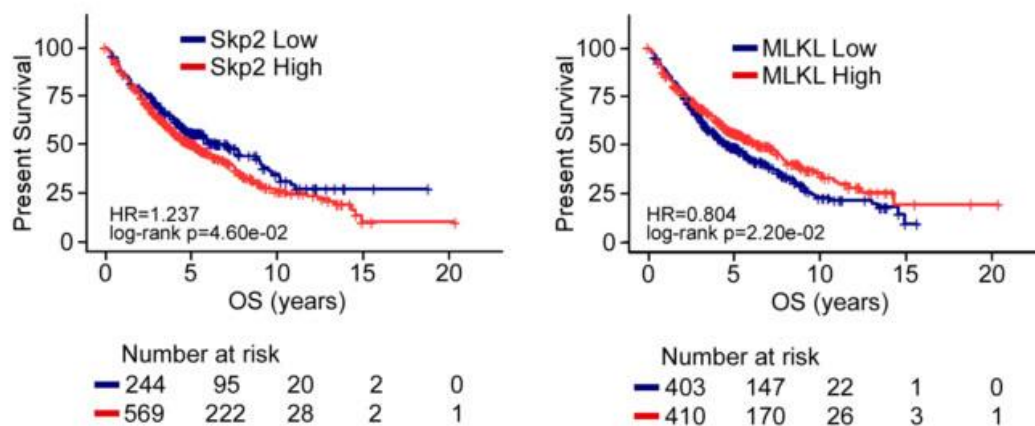 Present Survival
100
75
50
25
0
Skp2 Low
Skp2 High
HR=1.237
log-rank p=4.60e-02
0 5 10 15 20
OS (years)
Number at risk
244 95 20 2 0
569 222 28 2 1
Present Survival
100
75
50
25
0
MLKL Low
MLKL High
HR=0.804
log-rank p=2.20e-02
0 5 10 15 20
OS (years)
Number at risk
403 147 22 1 0
410 170 26 3 1